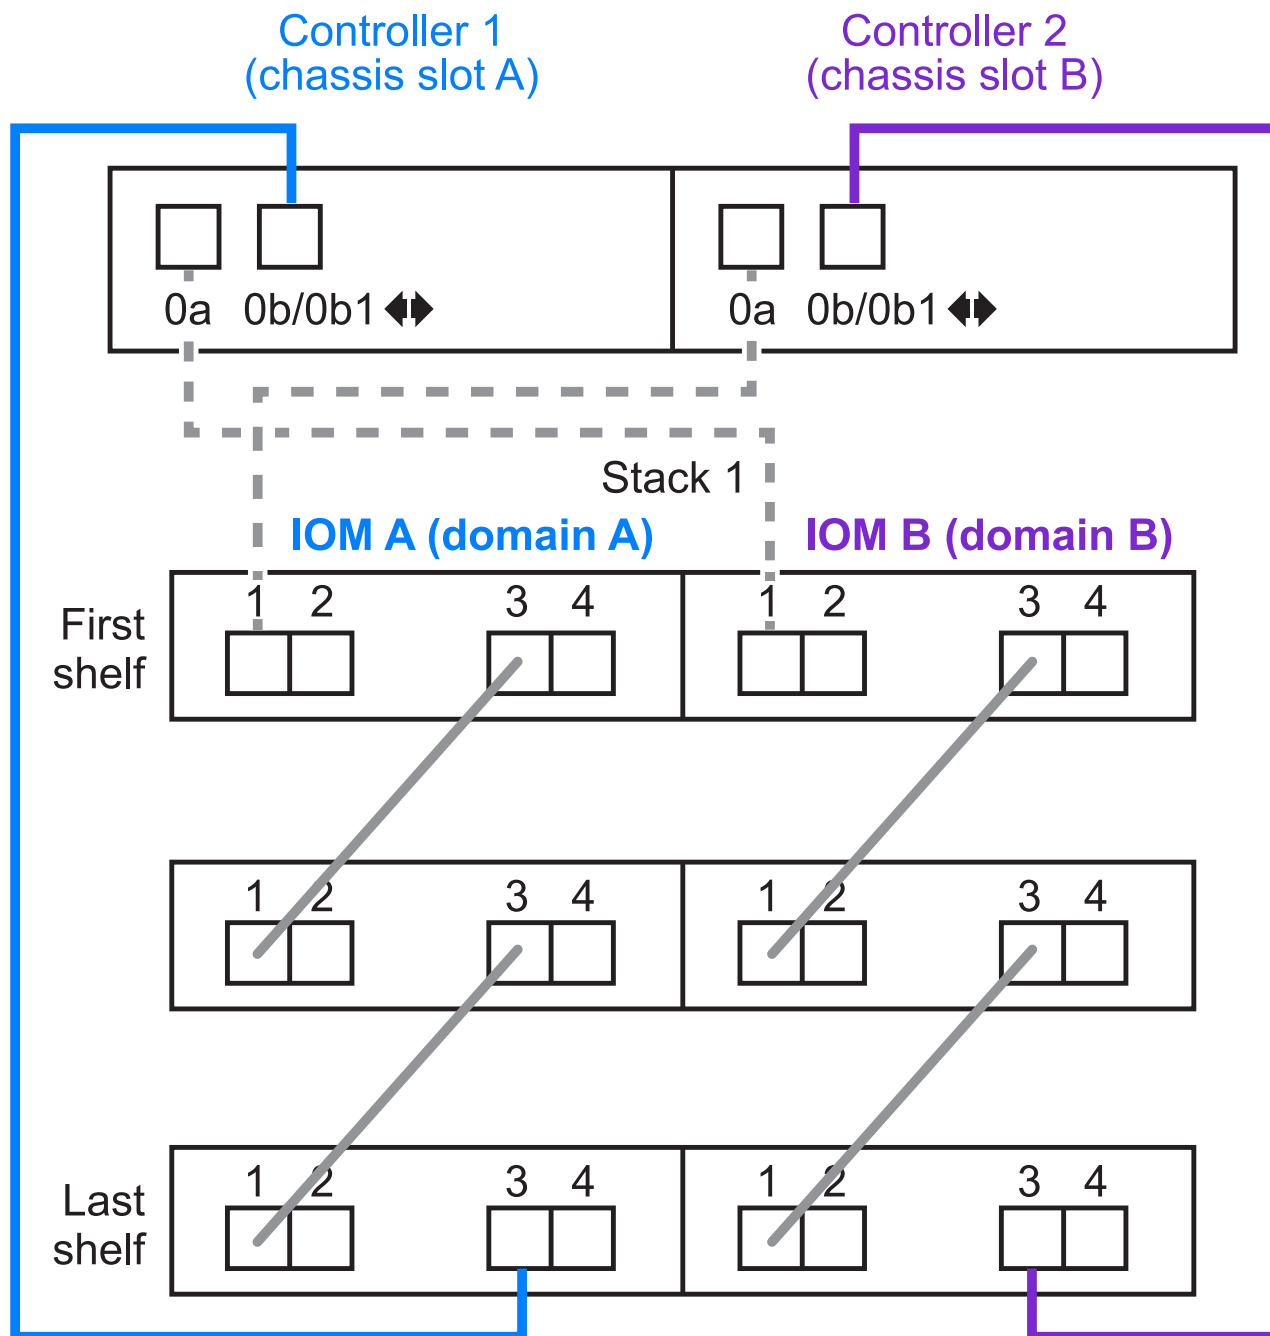 Controller 1
(chassis slot A)
Controller 2
(chassis slot B)
0a 0b/0b1
0a 0b/0b1
Stack 1
IOM A (domain A)
IOM B (domain B)
First
shelf
1 2 3 4
1 2 3 4
1 2 3 4
1 2 3 4
Last
shelf
1 2 3 4
1 2 3 4